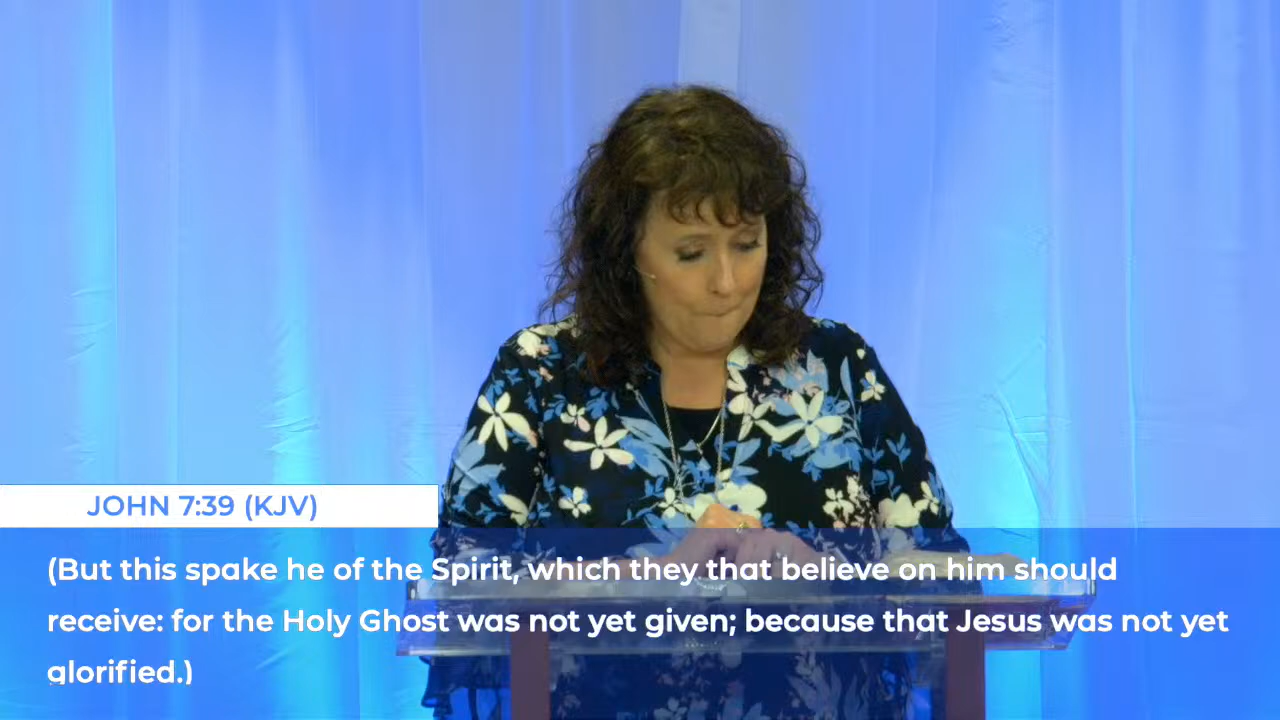 JOHN 7:39 (KJV)
(But this spake he of the Spirit, which they that believe on him should
receive: for the Holy Ghost was not yet given; because that Jesus was not yet
glorified.)